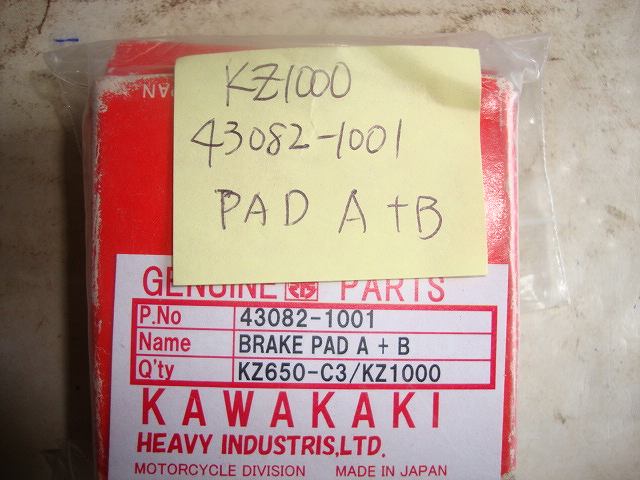 KZ1000
43082-1001
PAD A+B
PAN
GENUINE PARTS
P.No 43082-1001
Name BRAKE PAD A + B
Q'ty KZ650-C3/KZ1000
KAWAKAKI
HEAVY INDUSTRIS,LTD.
MOTORCYCLE DIVISION MADE IN JAPAN